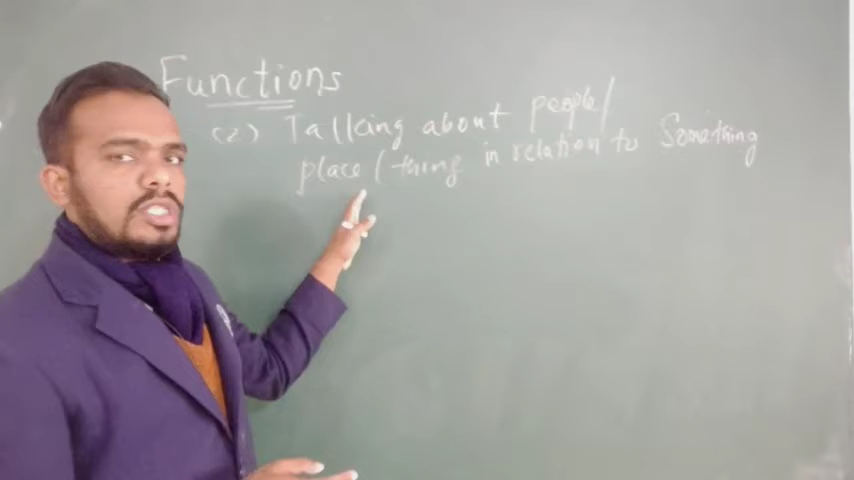 Functions
(2) Talking about people/
place/thing in relation to Something